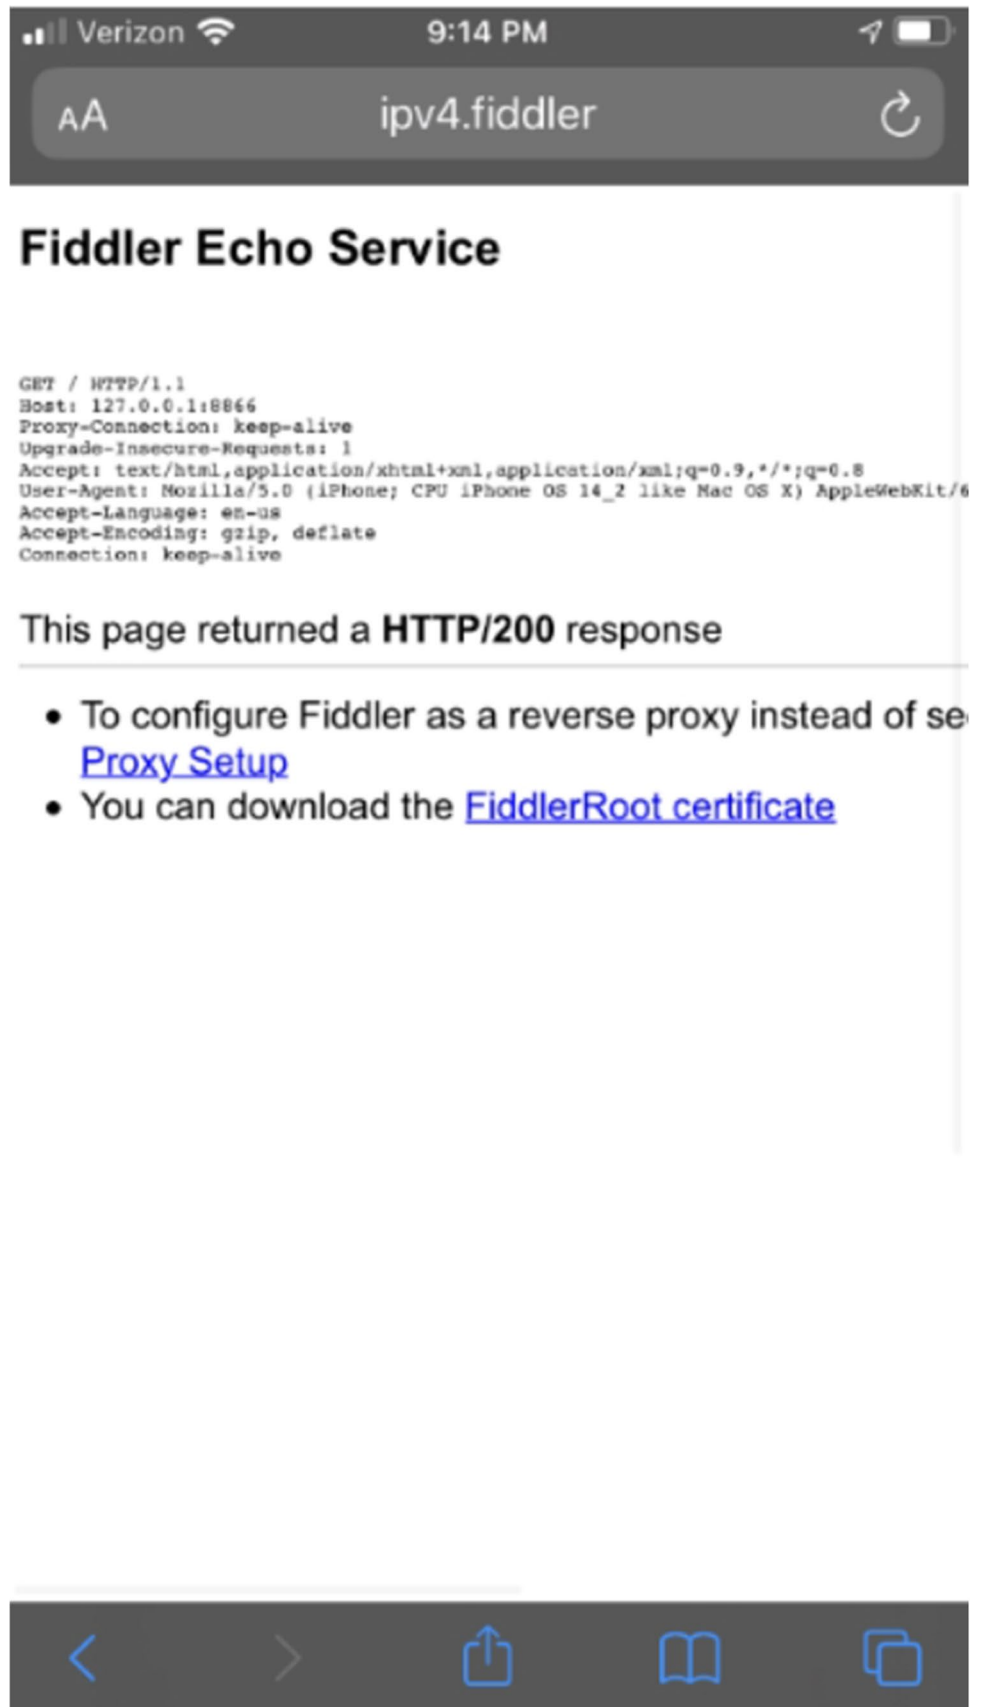 Verizon 9:14 PM
AA ipv4.fiddler
Fiddler Echo Service
GET / HTTP/1.1
Host: 127.0.0.1:8866
Proxy-Connection: keep-alive
Upgrade-Insecure-Requests: 1
Accept: text/html,application/xhtml+xml,application/xml;q=0.9,*/*;q=0.8
User-Agent: Mozilla/5.0 (iPhone; CPU iPhone OS 14_2 like Mac OS X) AppleWebKit/6
Accept-Language: en-us
Accept-Encoding: gzip, deflate
Connection: keep-alive
This page returned a HTTP/200 response
• To configure Fiddler as a reverse proxy instead of se
Proxy Setup
• You can download the FiddlerRoot certificate